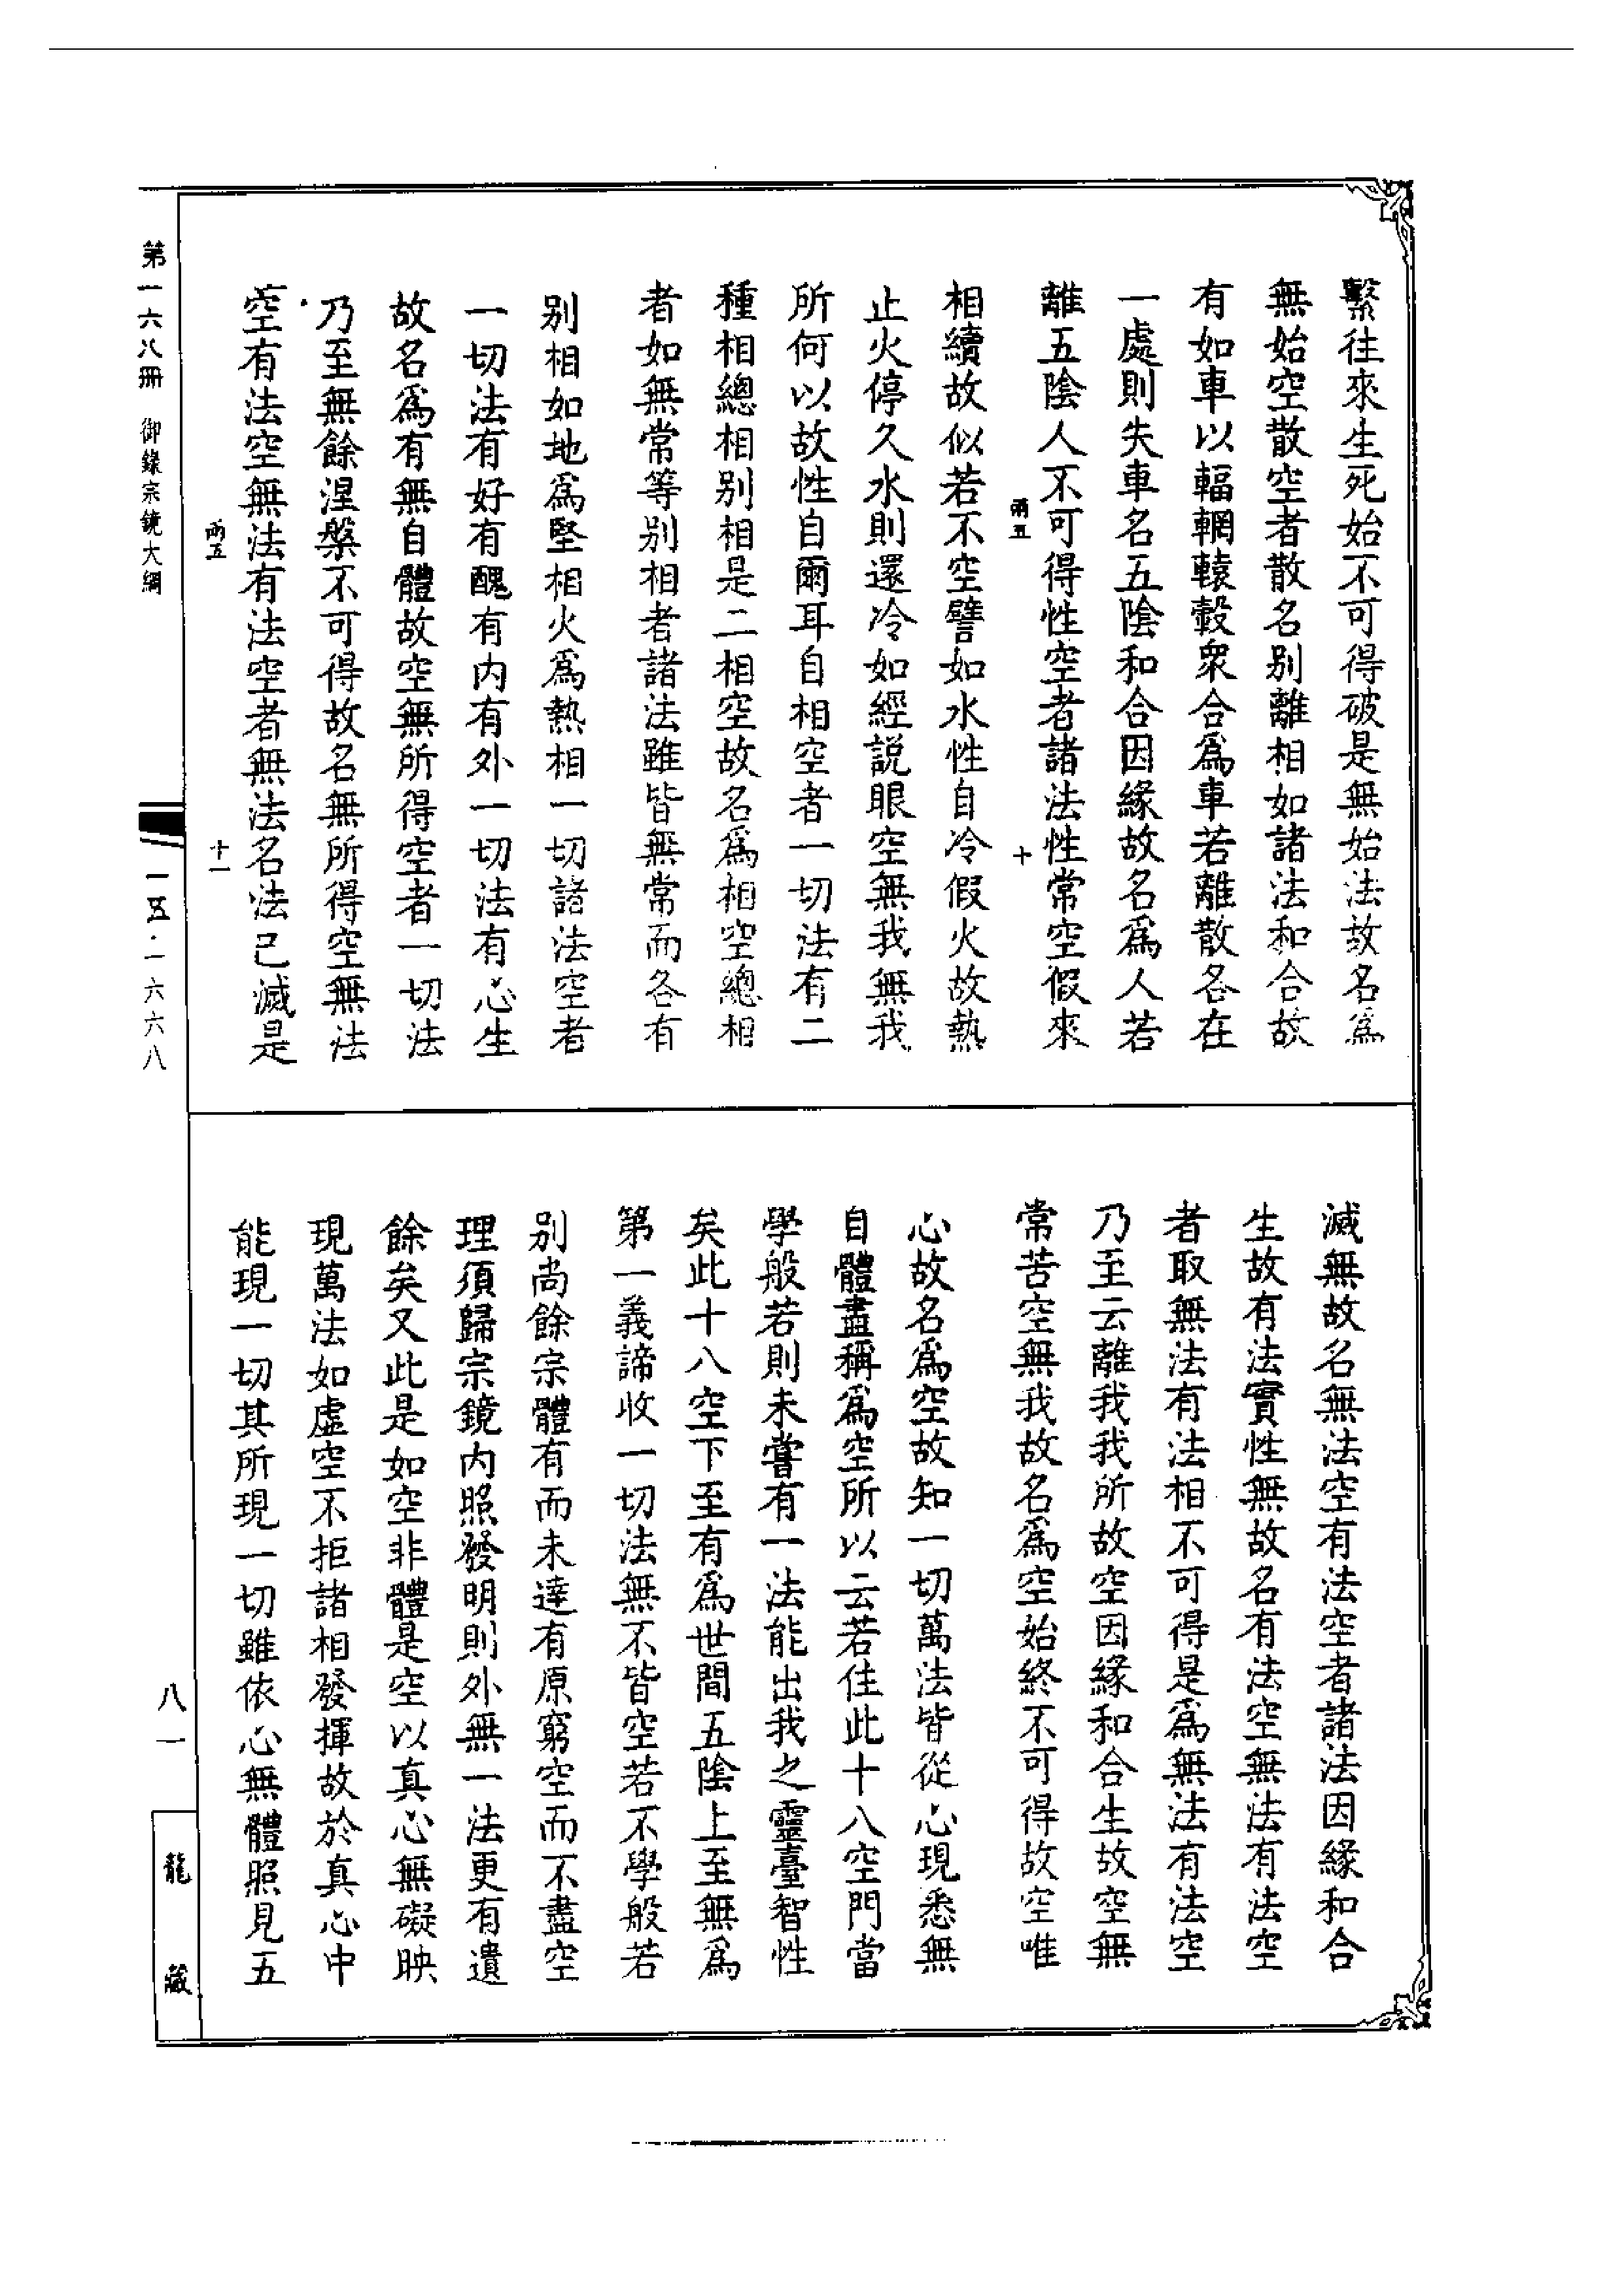 繫往來生死始不可得破是無始法故名爲
無始空散空者散名别離相如諸法和合故
有如車以輻輞轅轂衆合爲車若離散各在
一處則失車名五陰和合因緣故名爲人若
離五陰人不可得性空者諸法性常空假來
兩五 十
相續故似若不空譬如水性自冷假火故熱
止火停久水則還冷如經説眼空無我無我
所何以故性自爾耳自相空者一切法有二
種相總相别相是二相空故名爲相空總相
者如無常等别相者諸法雖皆無常而各有
别相如地爲堅相火爲熱相一切諸法空者
一切法有好有醜有内有外一切法有心生
故名爲有無自體故空無所得空者一切法
乃至無餘涅槃不可得故名無所得空無法
空有法空無法有法空者無法名法已滅是
兩五 十一
滅無故名無法空有法空者諸法因緣和合
生故有法實性無故名有法空無法有法空
者取無法有法相不可得是爲無法有法空
乃至云離我我所故空因緣和合生故空無
常苦空無我故名爲空始終不可得故空唯
心故名爲空故知一切萬法皆從心現悉無
自體盡稱爲空所以云若住此十八空門當
學般若則未嘗有一法能出我之靈臺智性
矣此十八空下至有爲世間五陰上至無爲
第一義諦收一切法無不皆空若不學般若
别尚餘宗體有而未達有原窮空而不盡空
理須歸宗鏡内照發明則外無一法更有遺
餘矣又此是如空非體是空以真心無礙映
現萬法如虛空不拒諸相發揮故於真心中
能現一切其所現一切雖依心無體照見五
第一六八冊 御錄宗鏡大綱
一五·一六六八
八一
龍藏